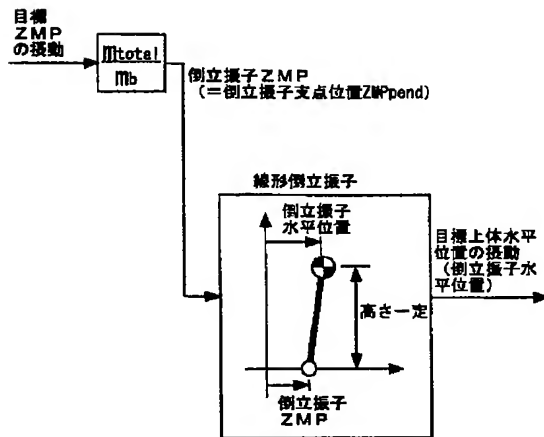 目標
ZMP
の摂動
mtotal
mb
倒立振子ZMP
(=倒立振子支点位置ZMPpend)
線形倒立振子
倒立振子
水平位置
高さ一定
倒立振子
ZMP
目標上体水平
位置の摂動
(倒立振子水
平位置)